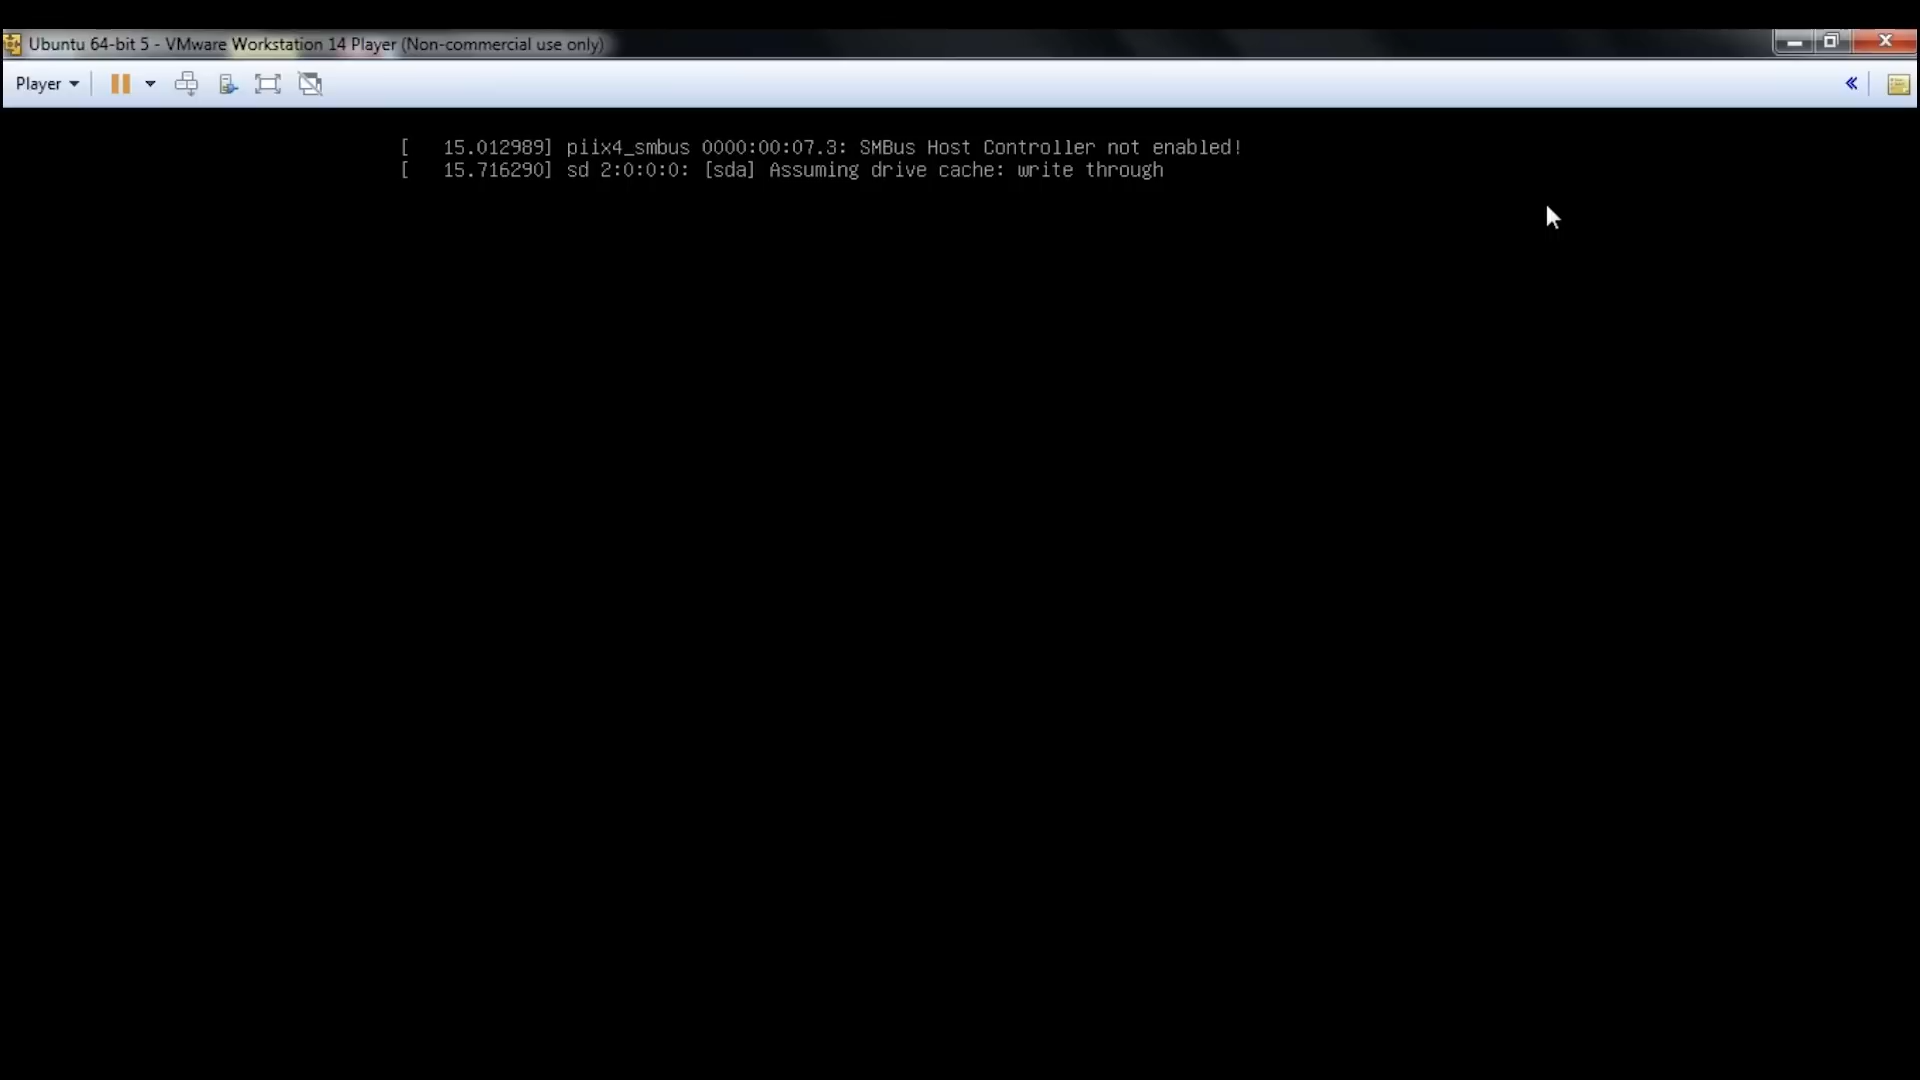 Ubuntu 64-bit 5 - VMware Workstation 14 Player (Non-commercial use only)
Player
[   15.012989] piix4_smbus 0000:00:07.3: SMBus Host Controller not enabled!
[   15.716290] sd 2:0:0:0: [sda] Assuming drive cache: write through